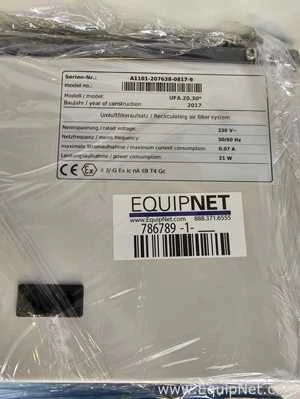 Serien-Nr.: A1101-207638-0817-9
model no.:
Modell / model: UFA.20.30*
Baujahr / year of construction: 2017
Umluftfilteraufsatz / Recirculating air filter system
Nennspannung / rated voltage: 230 V~
Netzfrequenz / mains frequency: 50/60 Hz
maximale Stromaufnahme / maximum current consumption: 0.07 A
Leistungsaufnahme / power consumption: 21 W
CE Ex II 3/-G Ex ic nA IIB T4 Gc
EQUIPNET
www.EquipNet.com 888.371.6555
786789 -1-
www.EquipNet.com